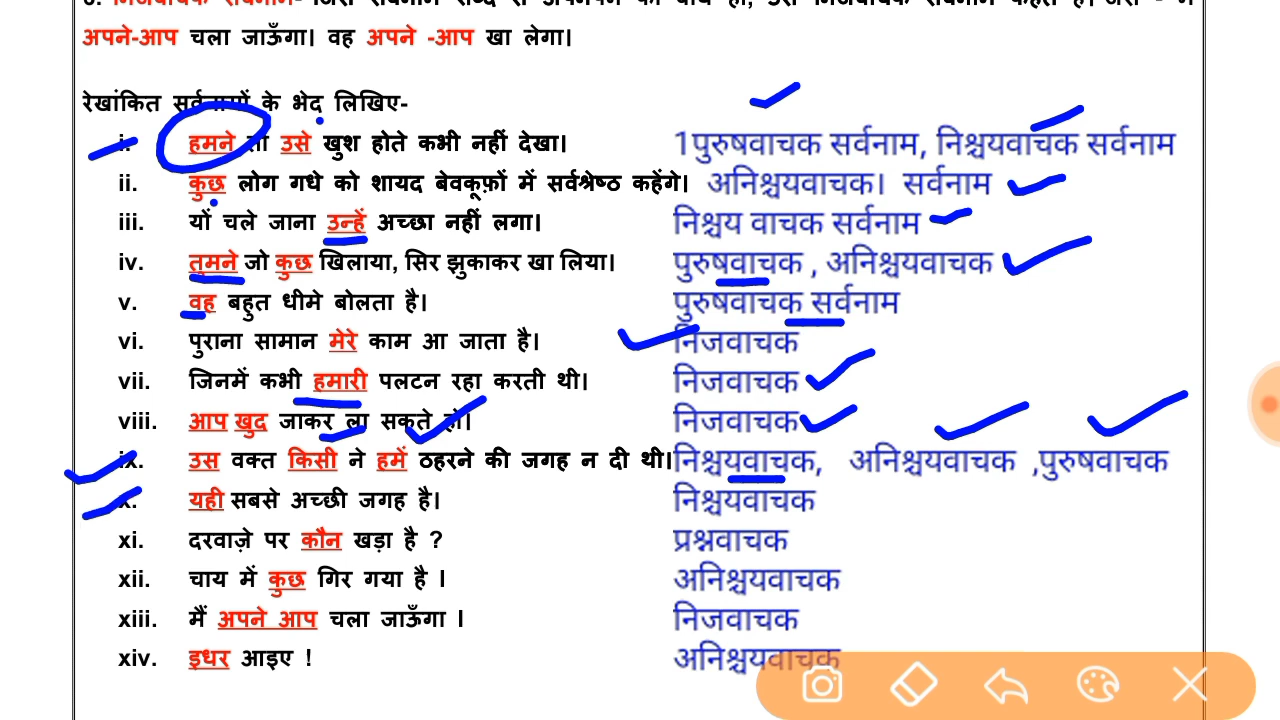 अपने-आप चला जाऊँगा। वह अपने -आप खा लेगा।
रेखांकित सर्वनामों के भेद लिखिए-
i. हमने तो उसे खुश होते कभी नहीं देखा। 1पुरुषवाचक सर्वनाम, निश्चयवाचक सर्वनाम
ii. कुछ लोग गधे को शायद बेवकूफ़ों में सर्वश्रेष्ठ कहेंगे। अनिश्चयवाचक। सर्वनाम
iii. यों चले जाना उन्हें अच्छा नहीं लगा। निश्चय वाचक सर्वनाम
iv. तुमने जो कुछ खिलाया, सिर झुकाकर खा लिया। पुरुषवाचक , अनिश्चयवाचक
v. वह बहुत धीमे बोलता है। पुरुषवाचक सर्वनाम
vi. पुराना सामान मेरे काम आ जाता है। निजवाचक
vii. जिनमें कभी हमारी पलटन रहा करती थी। निजवाचक
viii. आप खुद जाकर ला सकते हो। निजवाचक
ix. उस वक्त किसी ने हमें ठहरने की जगह न दी थी। निश्चयवाचक, अनिश्चयवाचक ,पुरुषवाचक
x. यही सबसे अच्छी जगह है। निश्चयवाचक
xi. दरवाज़े पर कौन खड़ा है ? प्रश्नवाचक
xii. चाय में कुछ गिर गया है । अनिश्चयवाचक
xiii. मैं अपने आप चला जाऊँगा । निजवाचक
xiv. इधर आइए ! अनिश्चयवाचक